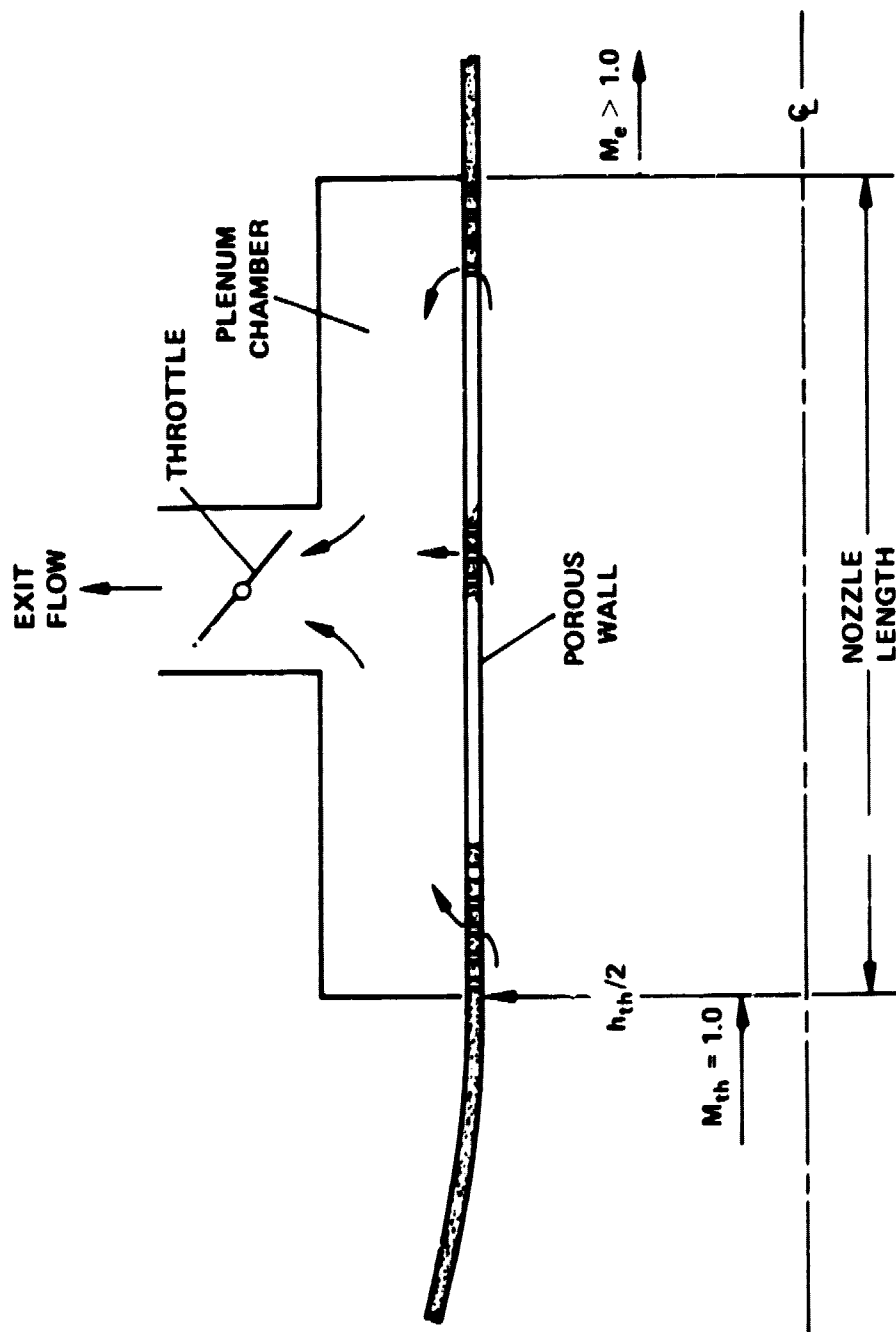 EXIT
FLOW
THROTTLE
PLENUM
CHAMBER
POROUS
WALL
h_th/2
M_th = 1.0
M_e > 1.0
℄
NOZZLE
LENGTH